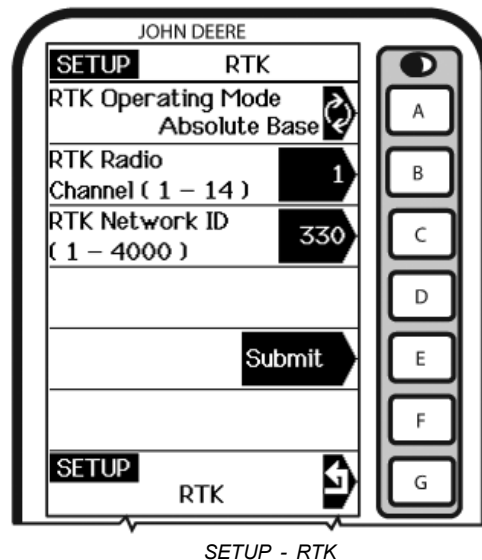 JOHN DEERE
SETUP RTK
RTK Operating Mode
Absolute Base
A
RTK Radio
Channel ( 1 – 14 )
1
B
RTK Network ID
( 1 – 4000 )
330
C
D
Submit
E
F
SETUP
RTK
G
SETUP - RTK